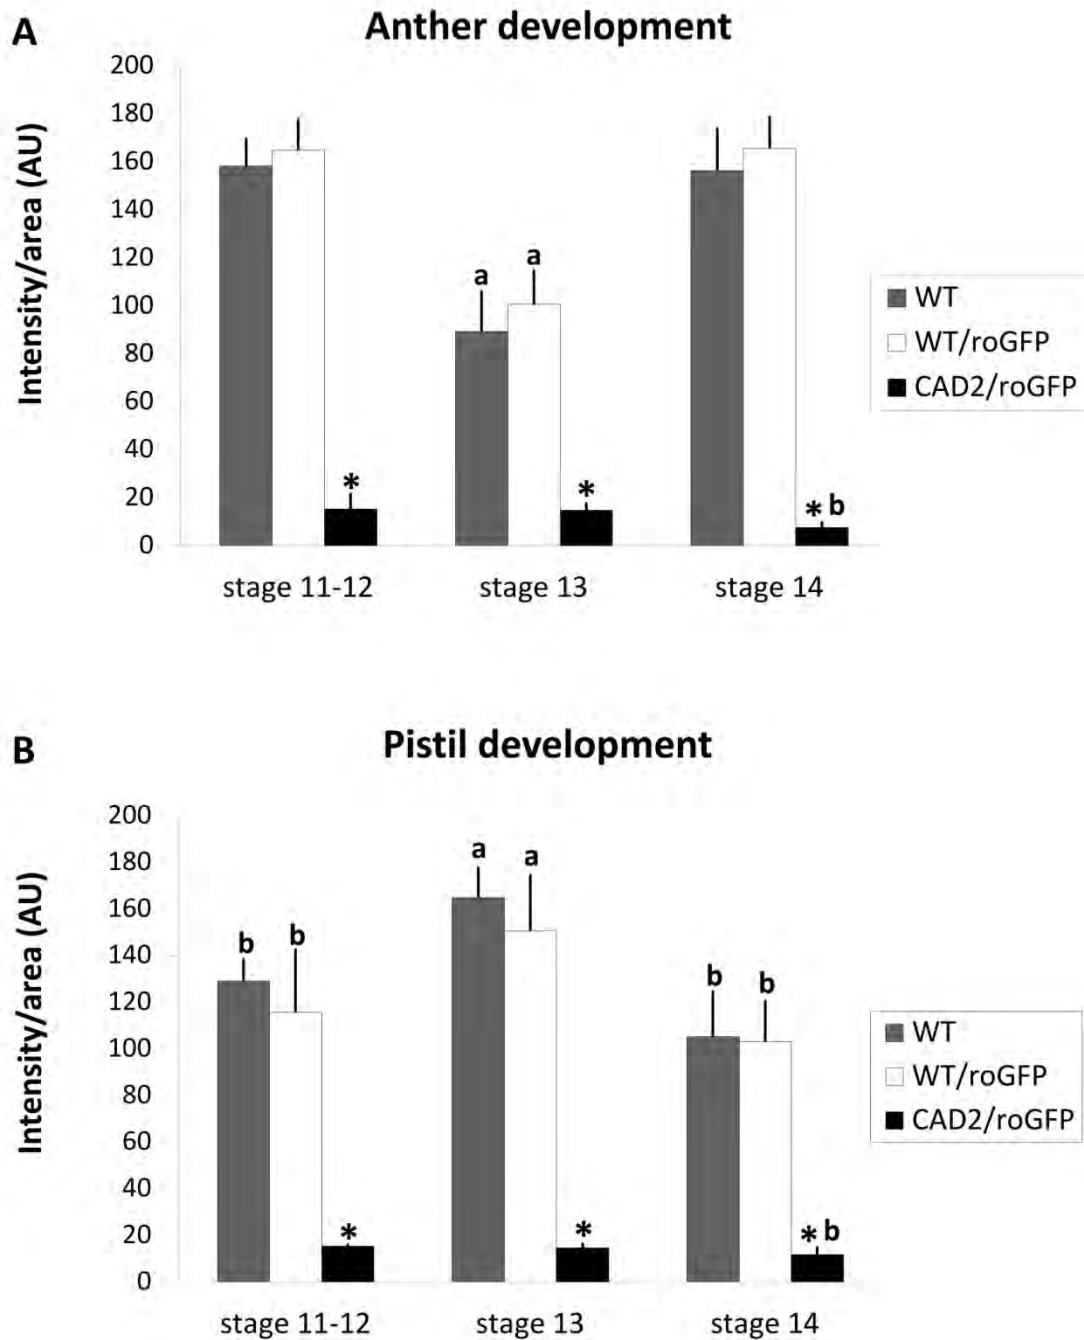 A
Anther development
Intensity/area (AU)
200
180
160
140
120
100
80
60
40
20
0
a
a
*
*
* b
stage 11-12
stage 13
stage 14
WT
WT/roGFP
CAD2/roGFP
B
Pistil development
Intensity/area (AU)
200
180
160
140
120
100
80
60
40
20
0
b
b
a
a
b
b
*
*
* b
stage 11-12
stage 13
stage 14
WT
WT/roGFP
CAD2/roGFP